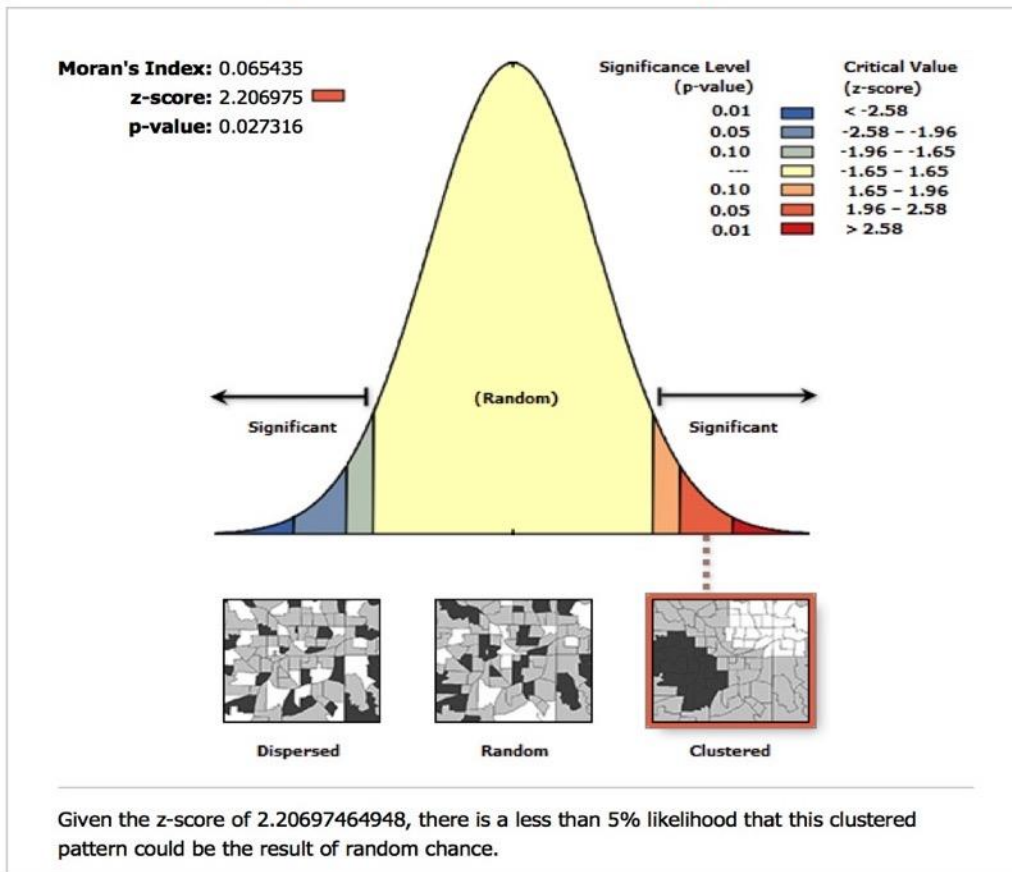 Moran's Index: 0.065435
z-score: 2.206975
p-value: 0.027316
Significance Level
(p-value)
Critical Value
(z-score)
0.01 < -2.58
0.05 -2.58 – -1.96
0.10 -1.96 – -1.65
--- -1.65 – 1.65
0.10 1.65 – 1.96
0.05 1.96 – 2.58
0.01 > 2.58
(Random)
Significant
Significant
Dispersed
Random
Clustered
Given the z-score of 2.20697464948, there is a less than 5% likelihood that this clustered
pattern could be the result of random chance.